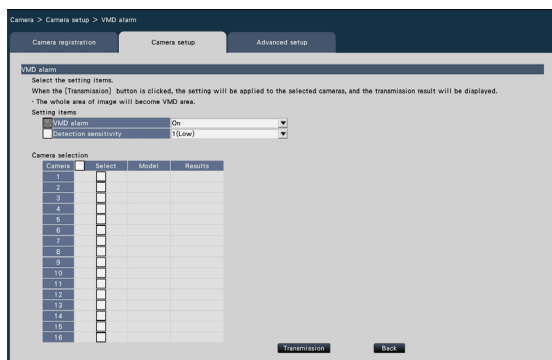 Camera > Camera setup > VMD alarm
Camera registration Camera setup Advanced setup
VMD alarm
Select the setting items.
When the [Transmission] button is clicked, the setting will be applied to the selected cameras, and the transmission result will be displayed.
· The whole area of image will become VMD area.
Setting items
VMD alarm On
Detection sensitivity 1(Low)
Camera selection
Camera Select Model Results
1
2
3
4
5
6
7
8
9
10
11
12
13
14
15
16
Transmission Back